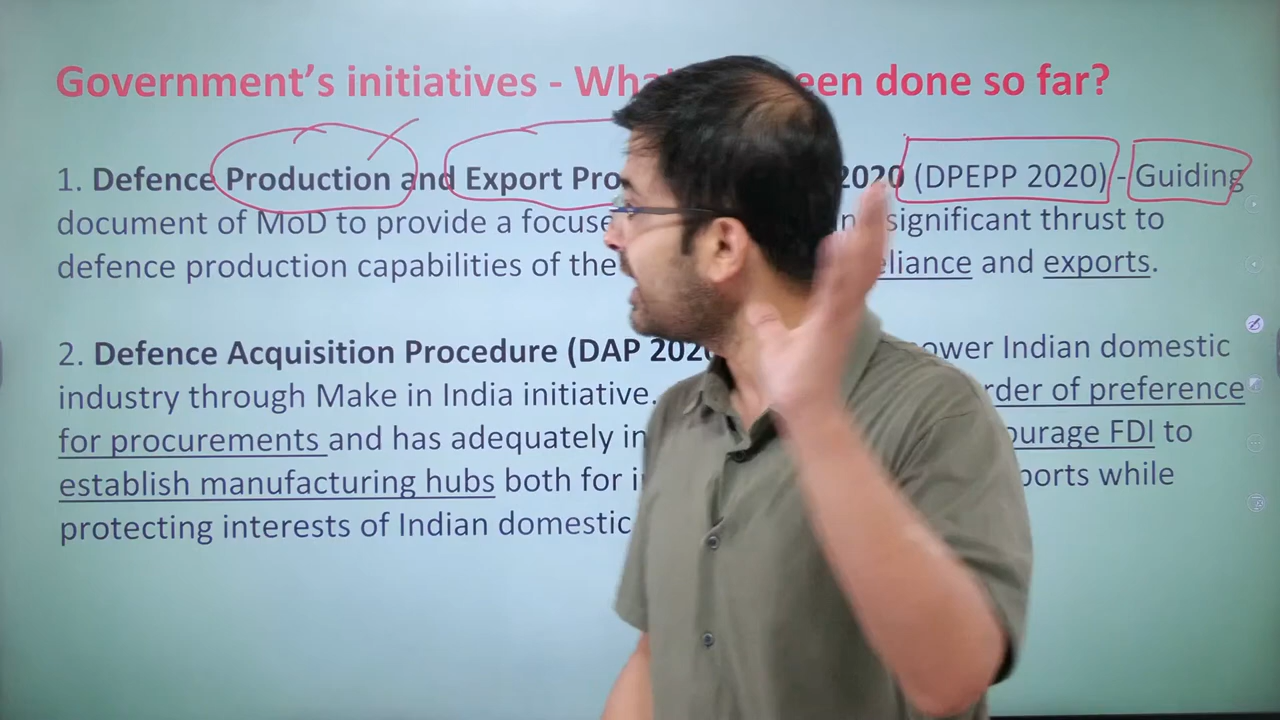 Government's initiatives - What been done so far?
1. Defence Production and Export Pro 2020 (DPEPP 2020) - Guiding
document of MoD to provide a focuse significant thrust to
defence production capabilities of the eliance and exports.
2. Defence Acquisition Procedure (DAP 2020 ower Indian domestic
industry through Make in India initiative. rder of preference
for procurements and has adequately in ourage FDI to
establish manufacturing hubs both for i ports while
protecting interests of Indian domestic